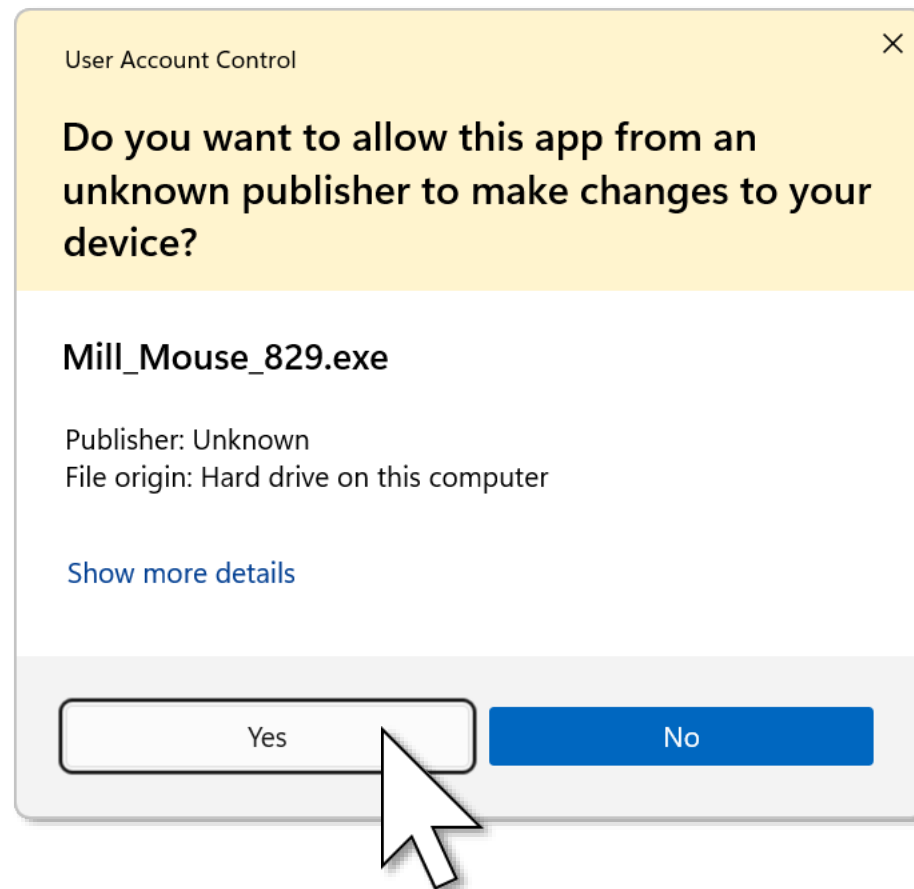 User Account Control
Do you want to allow this app from an
unknown publisher to make changes to your
device?
Mill_Mouse_829.exe
Publisher: Unknown
File origin: Hard drive on this computer
Show more details
Yes
No